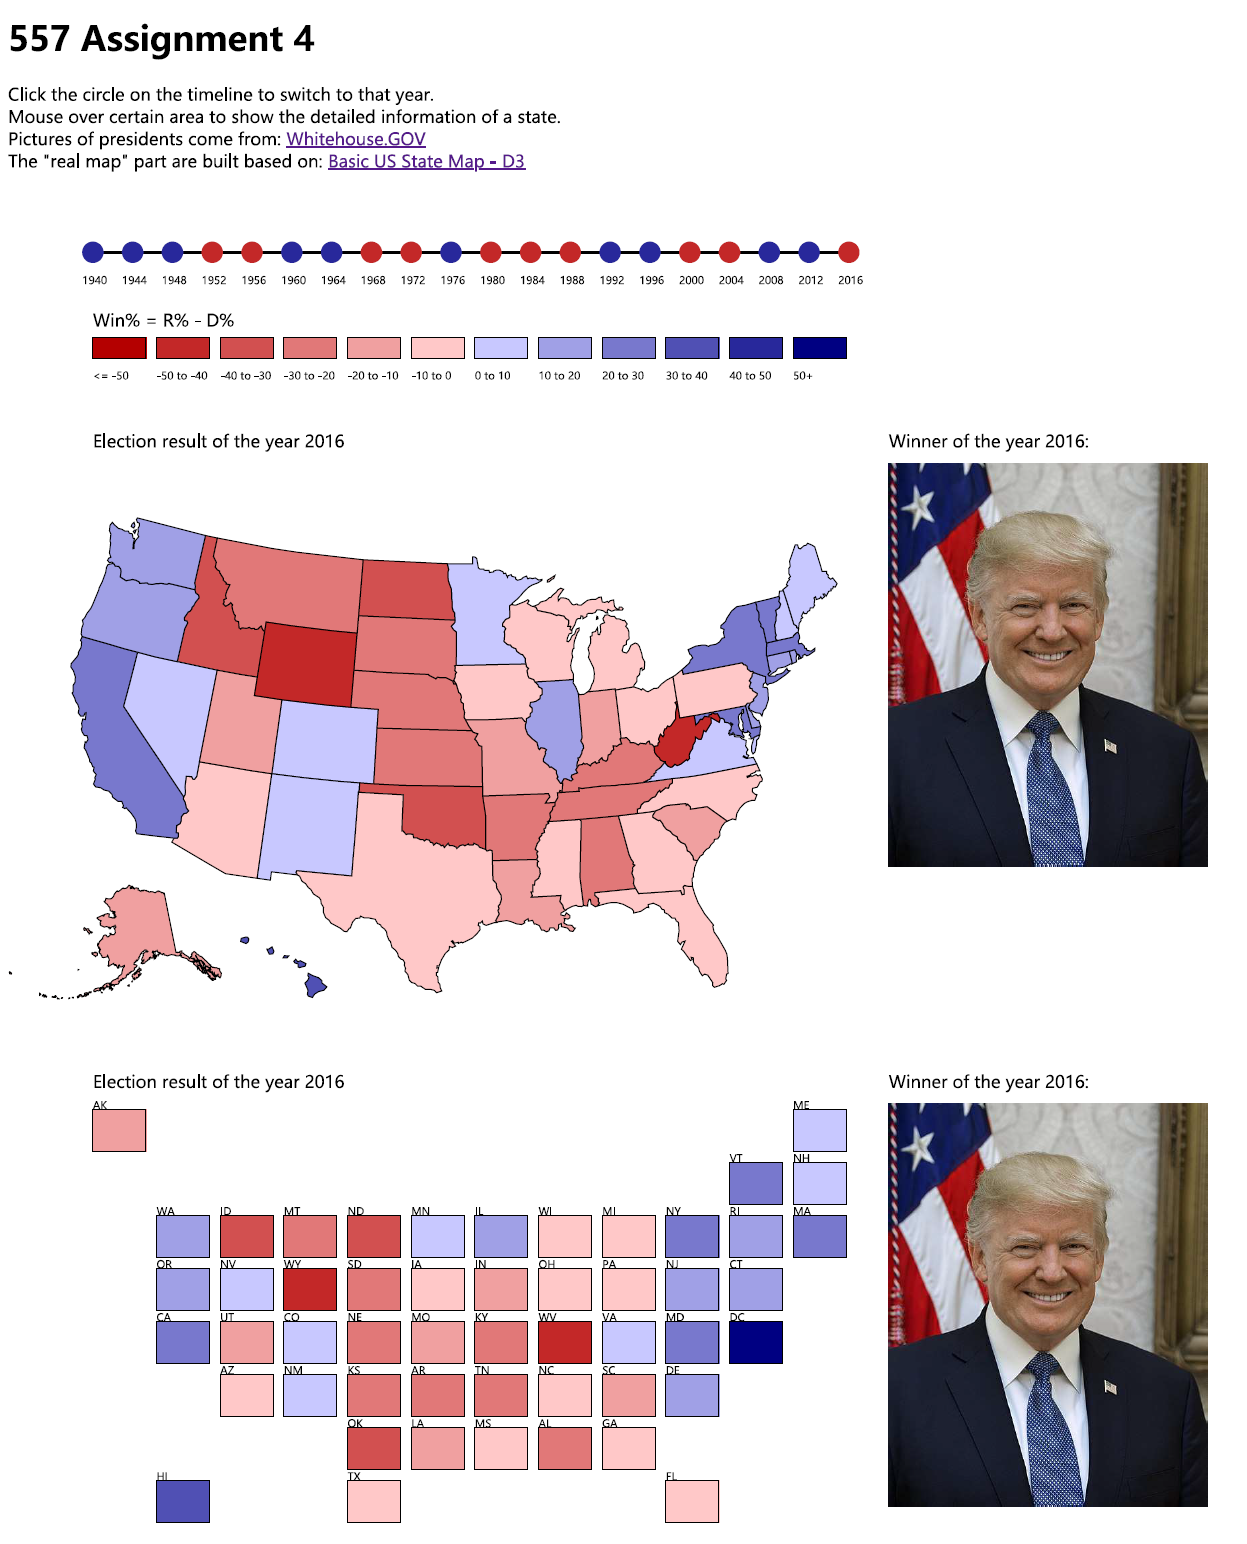 557 Assignment 4
Click the circle on the timeline to switch to that year.
Mouse over certain area to show the detailed information of a state.
Pictures of presidents come from: Whitehouse.GOV
The "real map" part are built based on: Basic US State Map - D3
1940 1944 1948 1952 1956 1960 1964 1968 1972 1976 1980 1984 1988 1992 1996 2000 2004 2008 2012 2016
Win% = R% - D%
<= -50 -50 to -40 -40 to -30 -30 to -20 -20 to -10 -10 to 0 0 to 10 10 to 20 20 to 30 30 to 40 40 to 50 50+
Election result of the year 2016
Winner of the year 2016:
Election result of the year 2016
Winner of the year 2016:
AK ME
VT NH
WA ID MT ND MN IL WI MI NY RI MA
OR NV WY SD IA IN OH PA NJ CT
CA UT CO NE MO KY WV VA MD DC
AZ NM KS AR TN NC SC DE
OK LA MS AL GA
HI TX FL